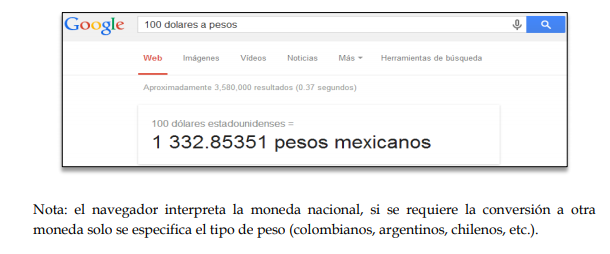 Google 100 dolares a pesos
Web Imágenes Vídeos Noticias Más Herramientas de búsqueda
Aproximadamente 3,580,000 resultados (0.37 segundos)
100 dólares estadounidenses =
1 332.85351 pesos mexicanos
Nota: el navegador interpreta la moneda nacional, si se requiere la conversión a otra
moneda solo se especifica el tipo de peso (colombianos, argentinos, chilenos, etc.).